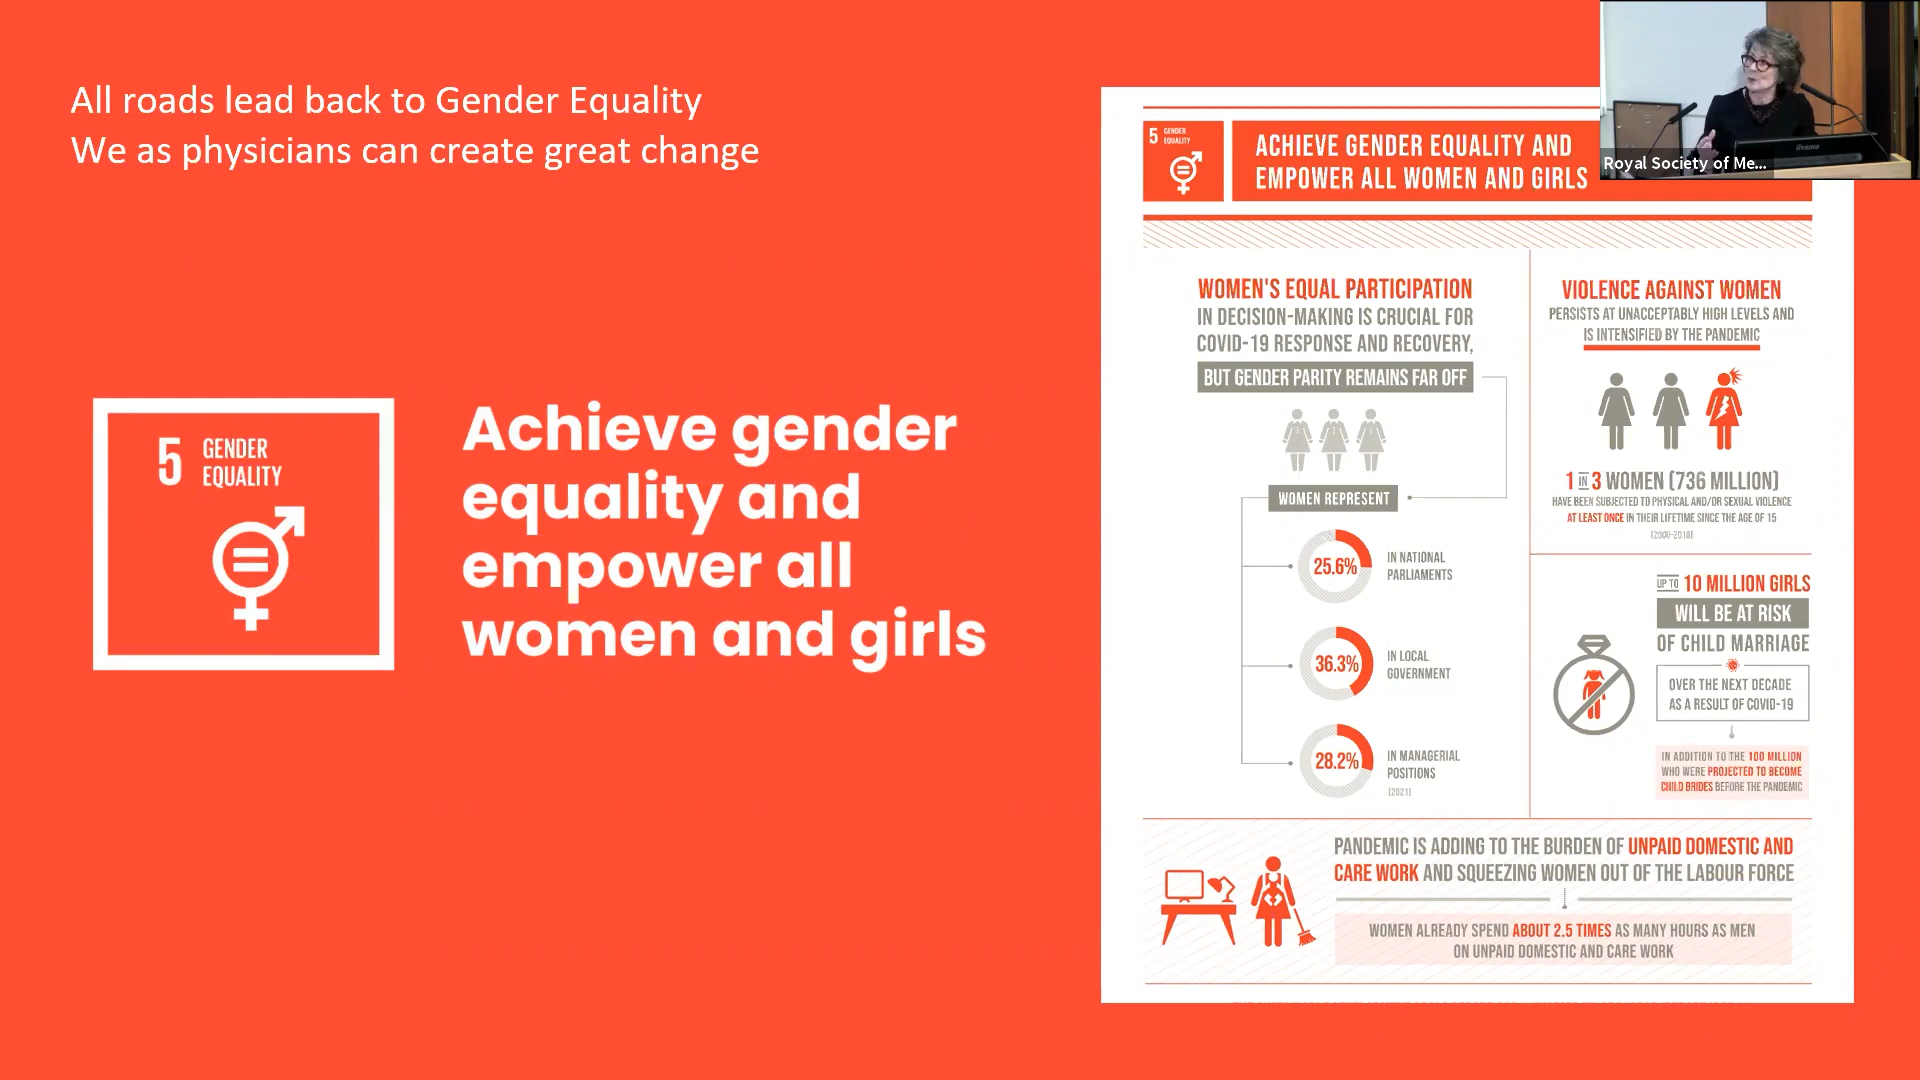 All roads lead back to Gender Equality
We as physicians can create great change
5 GENDER
EQUALITY
Achieve gender
equality and
empower all
women and girls
5 GENDER
EQUALITY
ACHIEVE GENDER EQUALITY AND
EMPOWER ALL WOMEN AND GIRLS
WOMEN'S EQUAL PARTICIPATION
IN DECISION-MAKING IS CRUCIAL FOR
COVID-19 RESPONSE AND RECOVERY,
BUT GENDER PARITY REMAINS FAR OFF
WOMEN REPRESENT
25.6%
IN NATIONAL
PARLIAMENTS
36.3%
IN LOCAL
GOVERNMENT
28.2%
IN MANAGERIAL
POSITIONS
(2021)
VIOLENCE AGAINST WOMEN
PERSISTS AT UNACCEPTABLY HIGH LEVELS AND
IS INTENSIFIED BY THE PANDEMIC
1 IN 3 WOMEN (736 MILLION)
HAVE BEEN SUBJECTED TO PHYSICAL AND/OR SEXUAL VIOLENCE
AT LEAST ONCE IN THEIR LIFETIME SINCE THE AGE OF 15
(2000-2018)
UP TO 10 MILLION GIRLS
WILL BE AT RISK
OF CHILD MARRIAGE
OVER THE NEXT DECADE
AS A RESULT OF COVID-19
IN ADDITION TO THE 100 MILLION
WHO WERE PROJECTED TO BECOME
CHILD BRIDES BEFORE THE PANDEMIC
PANDEMIC IS ADDING TO THE BURDEN OF UNPAID DOMESTIC AND
CARE WORK AND SQUEEZING WOMEN OUT OF THE LABOUR FORCE
WOMEN ALREADY SPEND ABOUT 2.5 TIMES AS MANY HOURS AS MEN
ON UNPAID DOMESTIC AND CARE WORK
Royal Society of Me...
iiyama